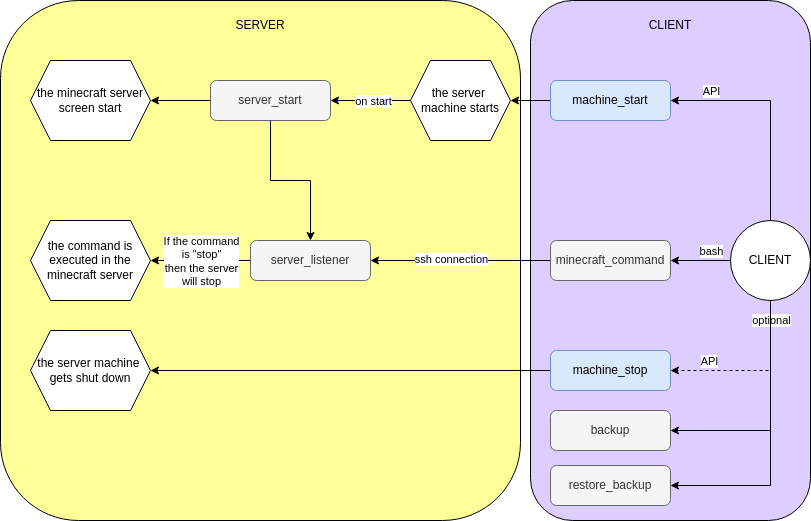 SERVER
CLIENT
the minecraft server
screen start
server_start
on start
the server
machine starts
machine_start
API
the command is
executed in the
minecraft server
If the command
is "stop"
then the server
will stop
server_listener
ssh connection
minecraft_command
bash
CLIENT
optional
the server machine
gets shut down
machine_stop
API
backup
restore_backup